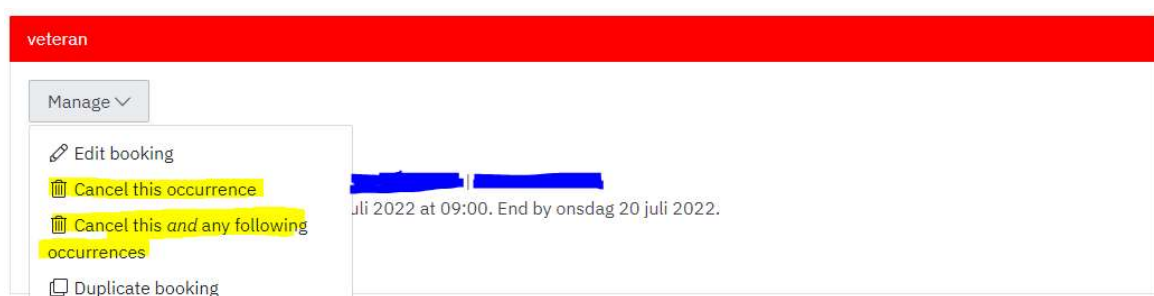 veteran
Manage
Edit booking
Cancel this occurrence
|
Cancel this and any following
uli 2022 at 09:00. End by onsdag 20 juli 2022.
occurrences
Duplicate booking